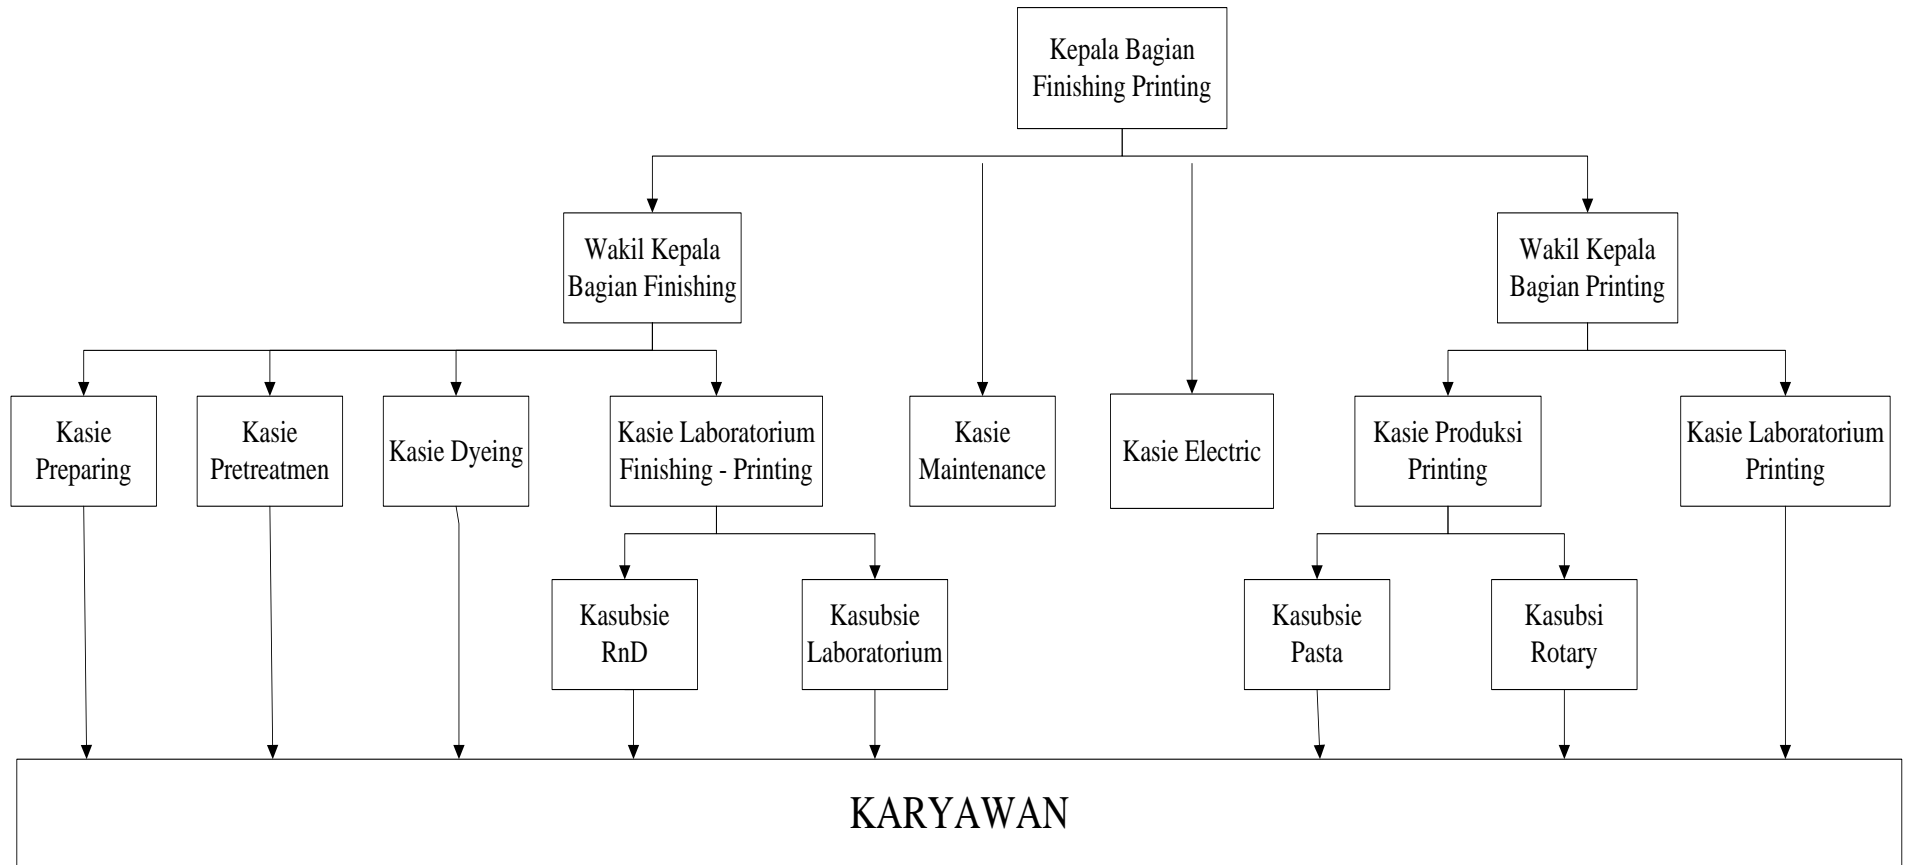 Kepala Bagian
Finishing Printing
Wakil Kepala
Bagian Finishing
Wakil Kepala
Bagian Printing
Kasie
Preparing
Kasie
Pretreatmen
Kasie Dyeing
Kasie Laboratorium
Finishing - Printing
Kasie
Maintenance
Kasie Electric
Kasie Produksi
Printing
Kasie Laboratorium
Printing
Kasubsie
RnD
Kasubsie
Laboratorium
Kasubsie
Pasta
Kasubsi
Rotary
KARYAWAN